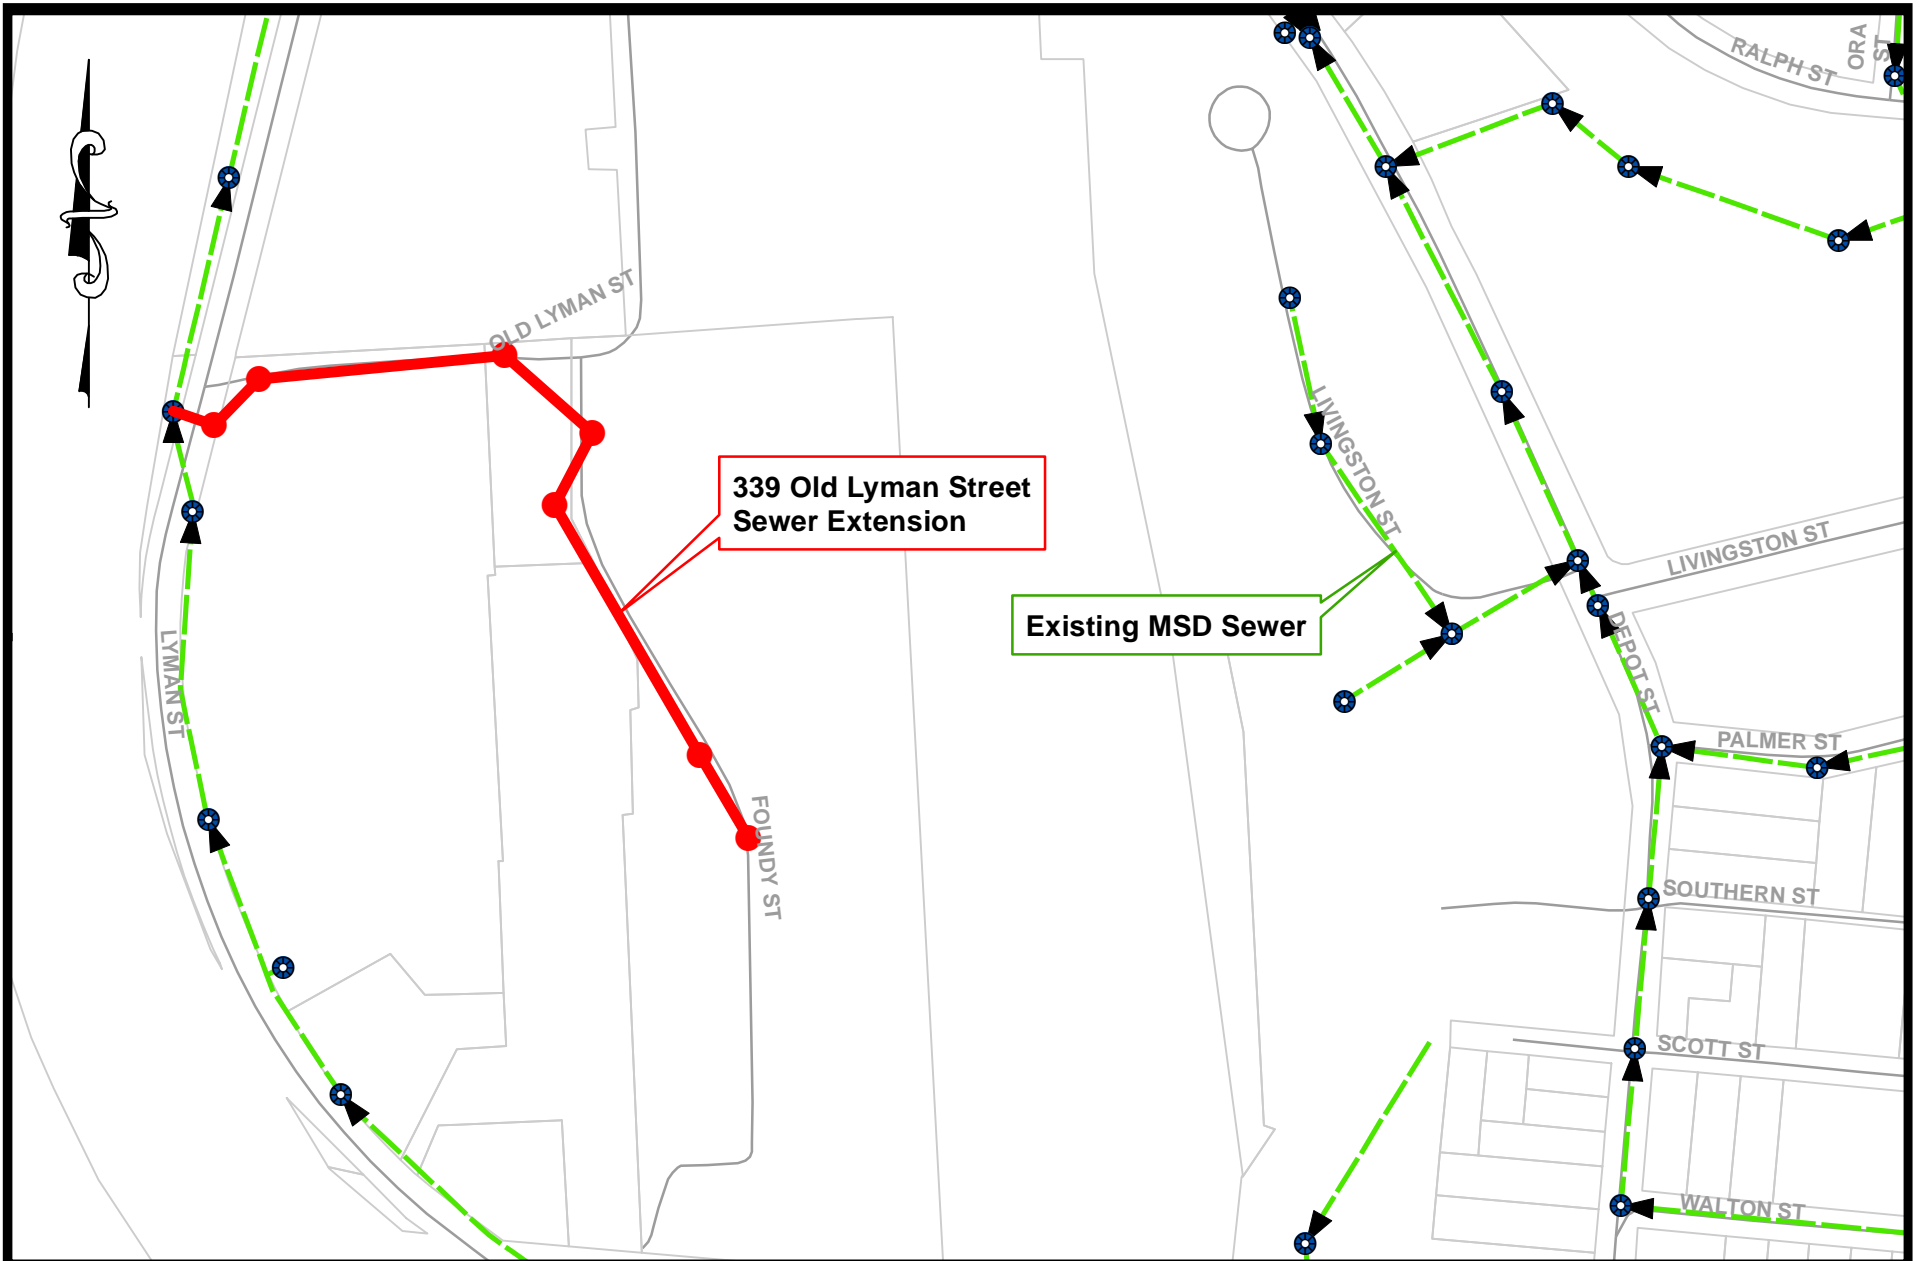 RALPH ST
ORA
ST
OLD LYMAN ST
LIVINGSTON ST
339 Old Lyman Street
Sewer Extension
LIVINGSTON ST
Existing MSD Sewer
DEPOT ST
LYMAN ST
PALMER ST
FOUNDY ST
SOUTHERN ST
SCOTT ST
WALTON ST